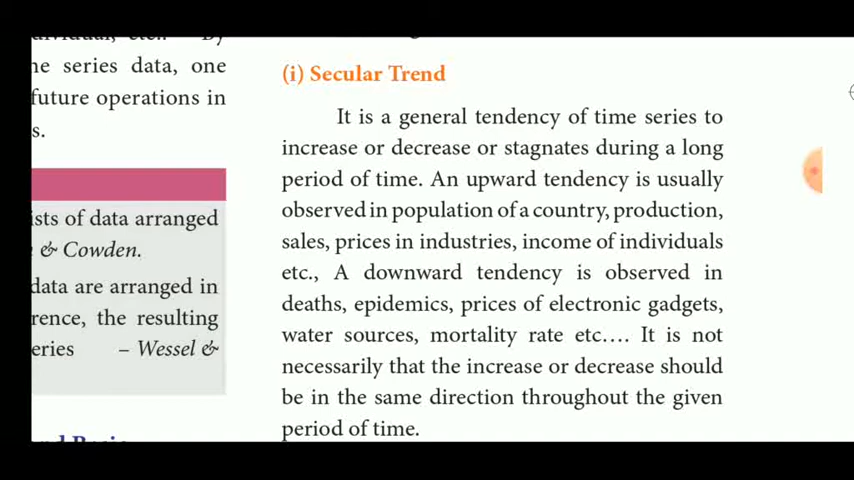 he series data, one
future operations in
s.
ists of data arranged
& Cowden.
data are arranged in
rence, the resulting
eries – Wessel &
(i) Secular Trend
It is a general tendency of time series to
increase or decrease or stagnates during a long
period of time. An upward tendency is usually
observed in population of a country, production,
sales, prices in industries, income of individuals
etc., A downward tendency is observed in
deaths, epidemics, prices of electronic gadgets,
water sources, mortality rate etc.... It is not
necessarily that the increase or decrease should
be in the same direction throughout the given
period of time.